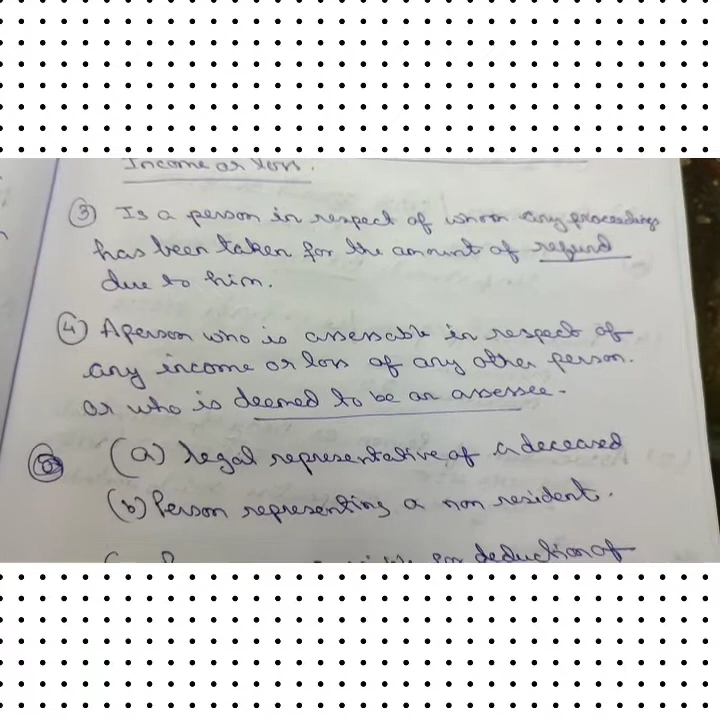 Income or loss.
③ Is a person in respect of whom any proceedings
has been taken for the amount of refund
due to him.
④ A person who is assessable in respect of
any income or loss of any other person.
or who is deemed to be an assessee.
(a) legal representative of a deceased
(b) Person representing a non resident.
for deduction of